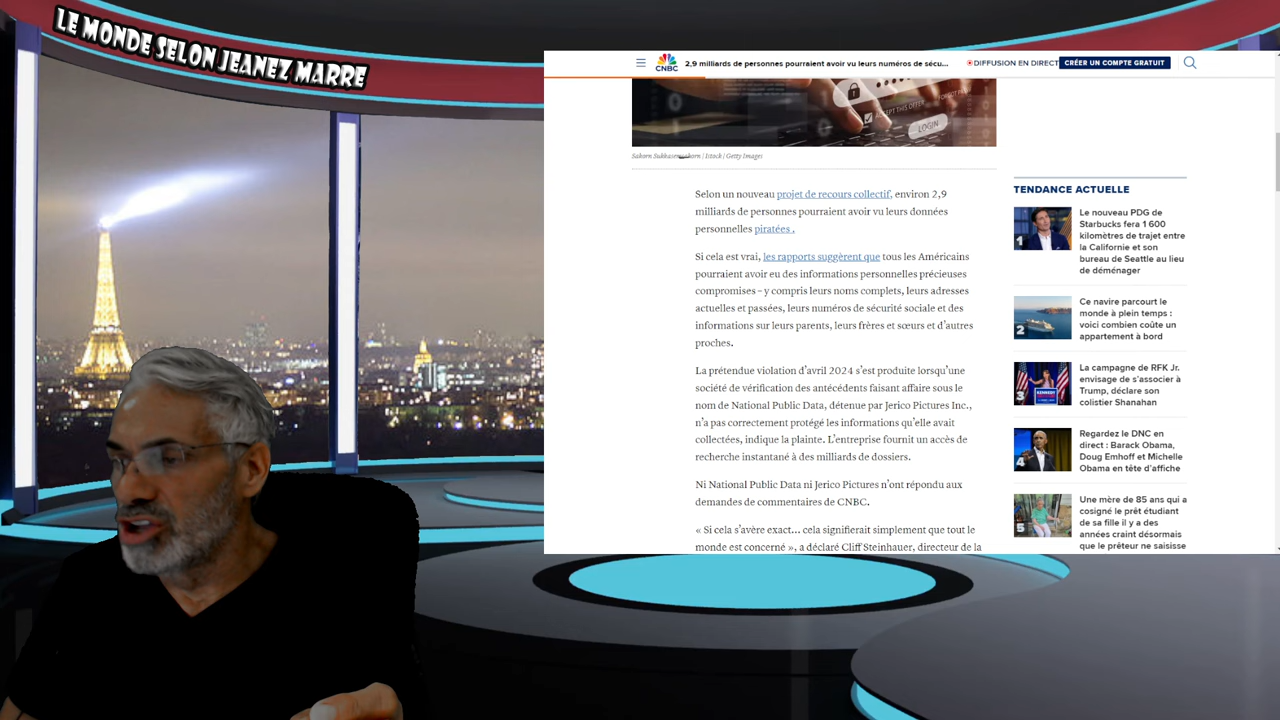 LE MONDE SELON JEANEZ MARRE
CNBC
2,9 milliards de personnes pourraient avoir vu leurs numéros de sécu...
DIFFUSION EN DIRECT
CRÉER UN COMPTE GRATUIT
ACCEPT THIS OFFER
LOGIN
| Istock | Getty Images
Selon un nouveau projet de recours collectif, environ 2,9
milliards de personnes pourraient avoir vu leurs données
personnelles piratées .
Si cela est vrai, les rapports suggèrent que tous les Américains
pourraient avoir eu des informations personnelles précieuses
compromises – y compris leurs noms complets, leurs adresses
actuelles et passées, leurs numéros de sécurité sociale et des
informations sur leurs parents, leurs frères et sœurs et d'autres
proches.
La prétendue violation d'avril 2024 s'est produite lorsqu'une
société de vérification des antécédents faisant affaire sous le
nom de National Public Data, détenue par Jerico Pictures Inc.,
n'a pas correctement protégé les informations qu'elle avait
collectées, indique la plainte. L'entreprise fournit un accès de
recherche instantané à des milliards de dossiers.
Ni National Public Data ni Jerico Pictures n'ont répondu aux
demandes de commentaires de CNBC.
« Si cela s'avère exact... cela signifierait simplement que tout le
monde est concerné », a déclaré Cliff Steinhauer, directeur de la
TENDANCE ACTUELLE
1
Le nouveau PDG de
Starbucks fera 1 600
kilomètres de trajet entre
la Californie et son
bureau de Seattle au lieu
de déménager
2
Ce navire parcourt le
monde à plein temps :
voici combien coûte un
appartement à bord
3
KENNEDY
La campagne de RFK Jr.
envisage de s'associer à
Trump, déclare son
colistier Shanahan
4
Regardez le DNC en
direct : Barack Obama,
Doug Emhoff et Michelle
Obama en tête d'affiche
5
Une mère de 85 ans qui a
cosigné le prêt étudiant
de sa fille il y a des
années craint désormais
que le prêteur ne saisisse